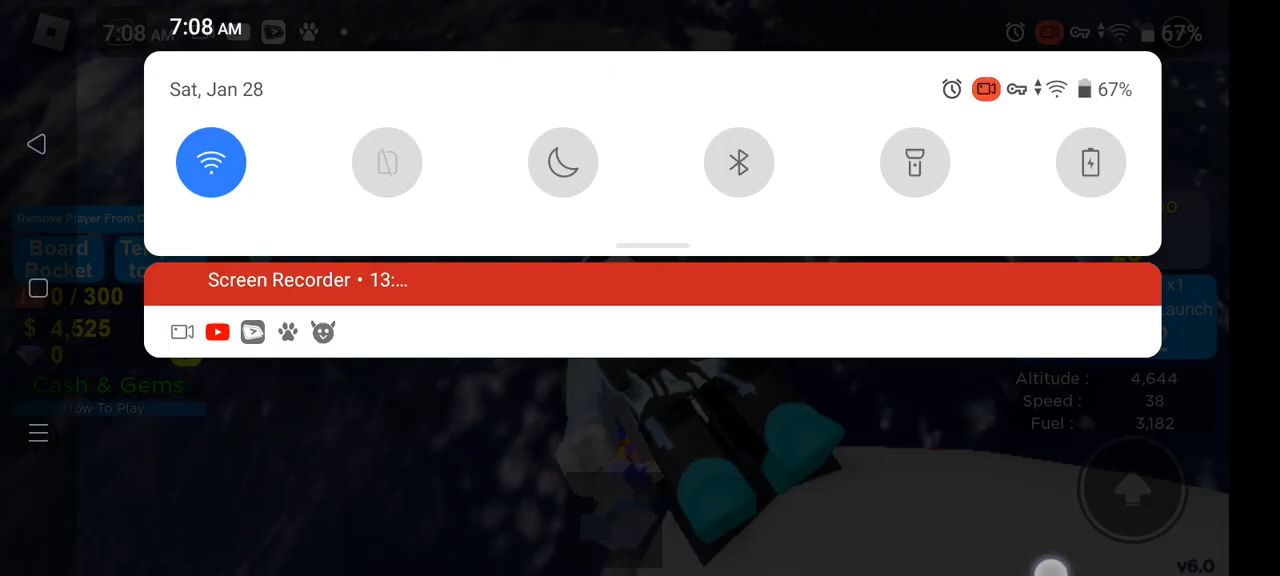 7:08 AM
7:08 AM
67%
Sat, Jan 28
67%
Screen Recorder • 13:...
Remove Player From
Board
Rocket
0 / 300
$ 4,525
0
Cash & Gems
How To Play
x1
Launch
Altitude : 4,644
Speed : 38
Fuel : 3,182
v6.0